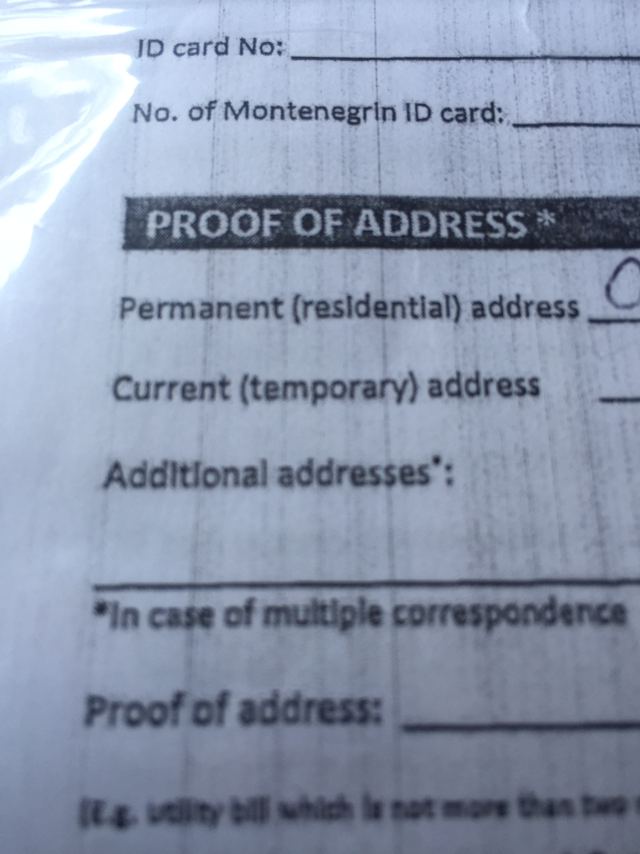 ID card No:
No. of Montenegrin ID card:
PROOF OF ADDRESS *
Permanent (residential) address
Current (temporary) address
Additional addresses*:
*In case of multiple correspondence
Proof of address:
(E.g. utility bill which is not more than two